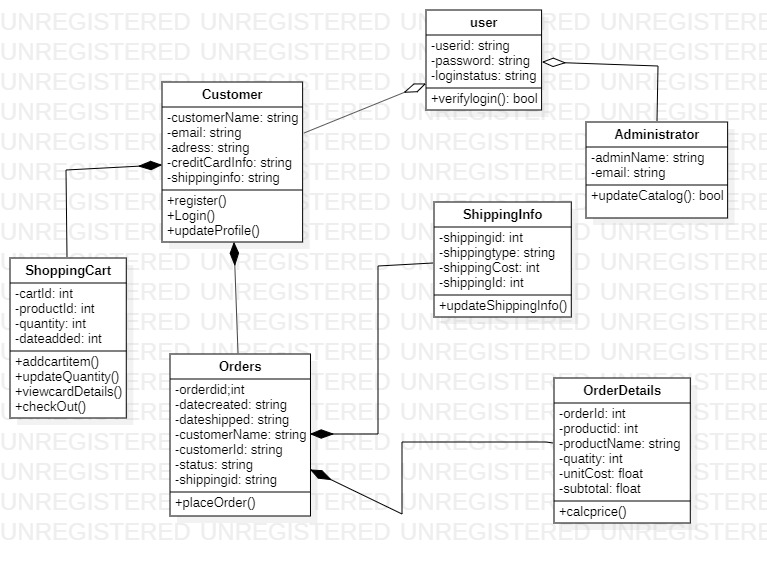 user
-userid: string
-password: string
-loginstatus: string
+verifylogin(): bool
Customer
-customerName: string
-email: string
-adress: string
-creditCardInfo: string
-shippinginfo: string
+register()
+Login()
+updateProfile()
Administrator
-adminName: string
-email: string
+updateCatalog(): bool
ShippingInfo
-shippingid: int
-shippingtype: string
-shippingCost: int
-shippingId: int
+updateShippingInfo()
ShoppingCart
-cartId: int
-productId: int
-quantity: int
-dateadded: int
+addcartitem()
+updateQuantity()
+viewcardDetails()
+checkOut()
Orders
-orderdid;int
-datecreated: string
-dateshipped: string
-customerName: string
-customerId: string
-status: string
-shippingid: string
+placeOrder()
OrderDetails
-orderId: int
-productid: int
-productName: string
-quatity: int
-unitCost: float
-subtotal: float
+calcprice()
UNREGISTERED